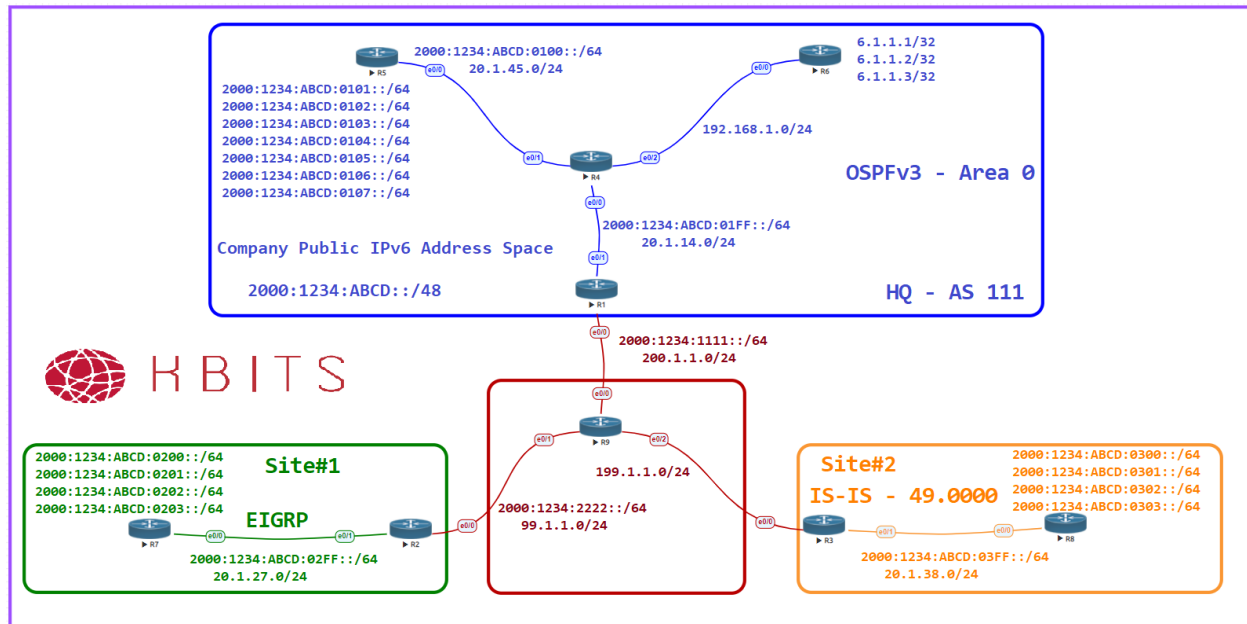 2000:1234:ABCD:0100::/64
20.1.45.0/24
e0/0
R5
6.1.1.1/32
6.1.1.2/32
6.1.1.3/32
R6
e0/0
2000:1234:ABCD:0101::/64
2000:1234:ABCD:0102::/64
2000:1234:ABCD:0103::/64
2000:1234:ABCD:0104::/64
2000:1234:ABCD:0105::/64
2000:1234:ABCD:0106::/64
2000:1234:ABCD:0107::/64
192.168.1.0/24
e0/1
e0/2
R4
OSPFv3 - Area 0
e0/0
2000:1234:ABCD:01FF::/64
20.1.14.0/24
Company Public IPv6 Address Space
e0/1
2000:1234:ABCD::/48
R1
HQ - AS 111
e0/0
2000:1234:1111::/64
200.1.1.0/24
KBITS
e0/0
R9
e0/1
e0/2
199.1.1.0/24
2000:1234:2222::/64
99.1.1.0/24
2000:1234:ABCD:0200::/64
2000:1234:ABCD:0201::/64
2000:1234:ABCD:0202::/64
2000:1234:ABCD:0203::/64
Site#1
EIGRP
R7
e0/0
e0/1
R2
e0/0
2000:1234:ABCD:02FF::/64
20.1.27.0/24
Site#2
IS-IS - 49.0000
2000:1234:ABCD:0300::/64
2000:1234:ABCD:0301::/64
2000:1234:ABCD:0302::/64
2000:1234:ABCD:0303::/64
e0/0
R3
e0/1
e0/0
R8
2000:1234:ABCD:03FF::/64
20.1.38.0/24